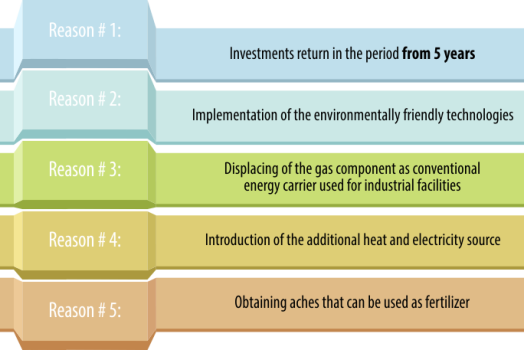 Reason # 1:
Investments return in the period from 5 years
Reason # 2:
Implementation of the environmentally friendly technologies
Reason # 3:
Displacing of the gas component as conventional
energy carrier used for industrial facilities
Reason # 4:
Introduction of the additional heat and electricity source
Reason # 5:
Obtaining aches that can be used as fertilizer